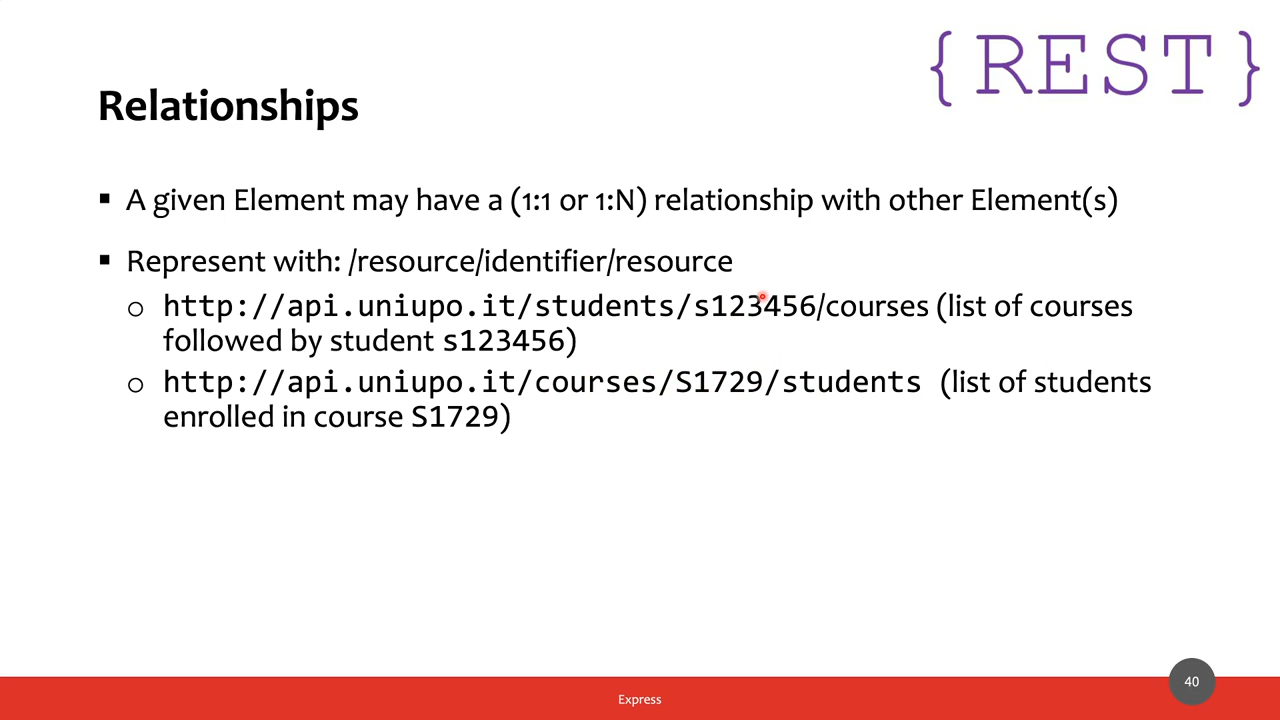 {REST}
Relationships
▪ A given Element may have a (1:1 or 1:N) relationship with other Element(s)
▪ Represent with: /resource/identifier/resource
o http://api.uniupo.it/students/s123456/courses (list of courses
followed by student s123456)
o http://api.uniupo.it/courses/S1729/students (list of students
enrolled in course S1729)
Express
40